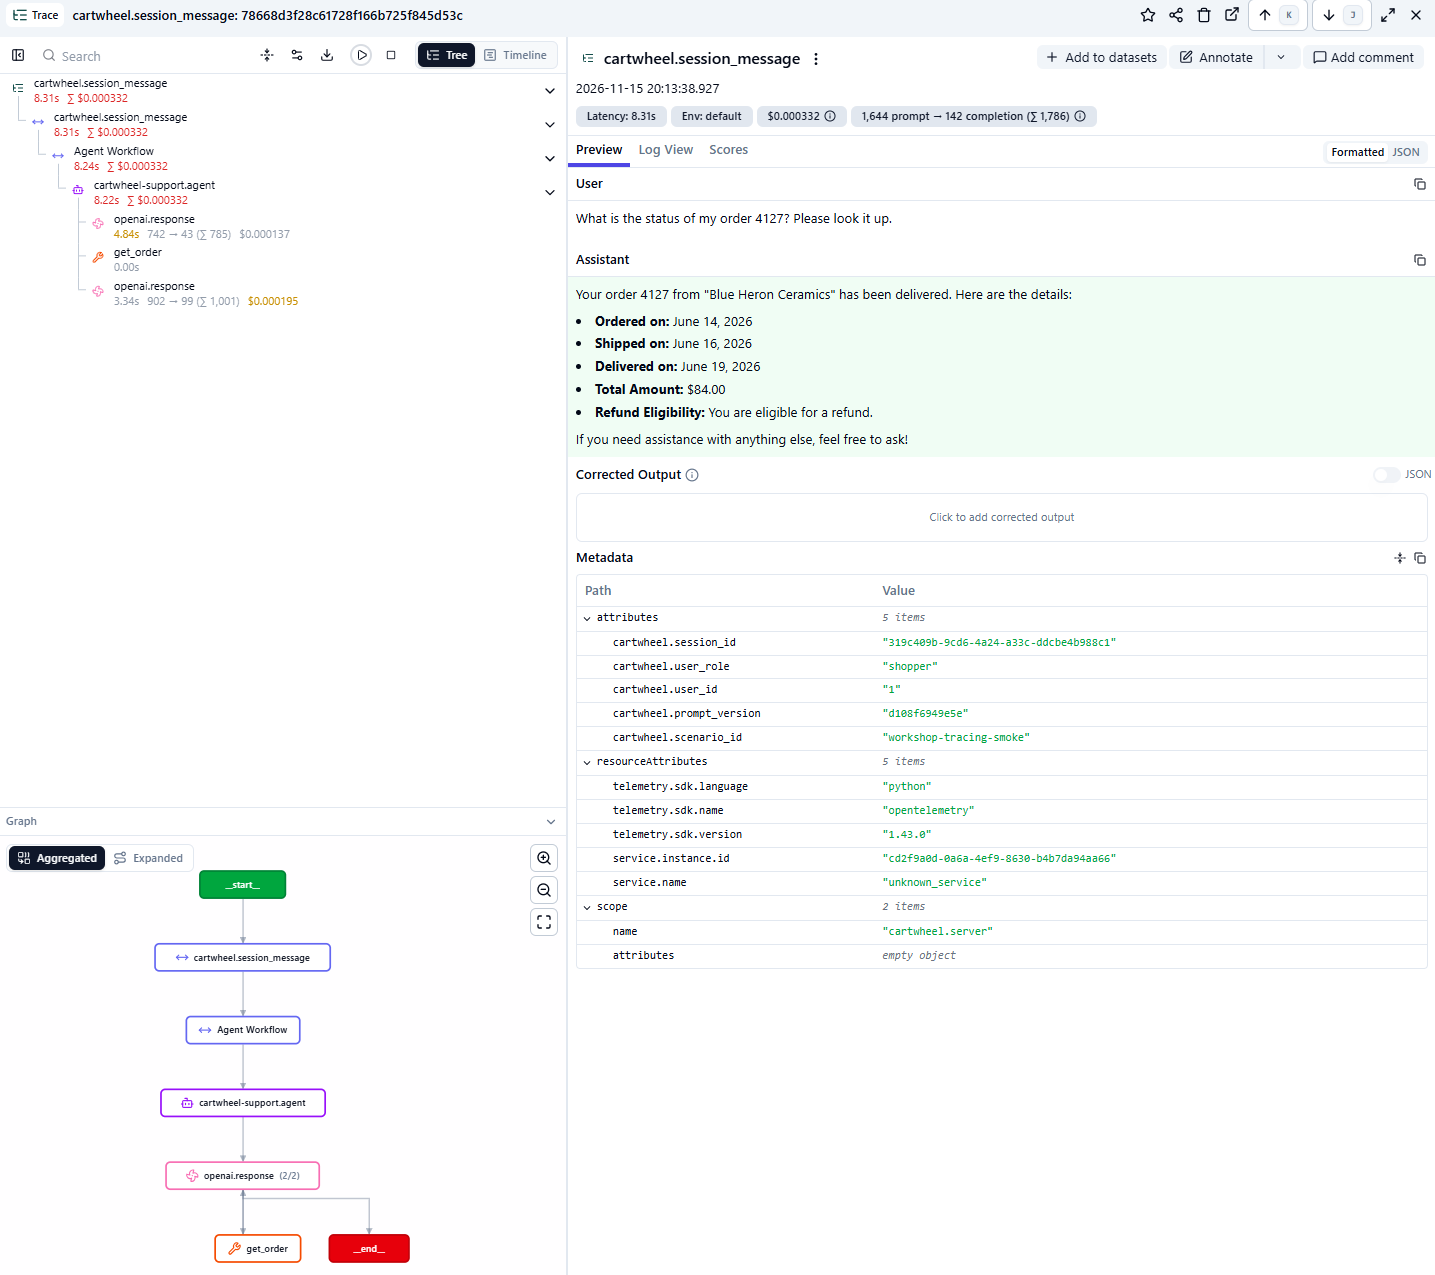 Trace cartwheel.session_message: 78668d3f28c61728f166b725f845d53c
K J
Search
Tree Timeline
cartwheel.session_message
8.31s ∑ $0.000332
cartwheel.session_message
8.31s ∑ $0.000332
Agent Workflow
8.24s ∑ $0.000332
cartwheel-support.agent
8.22s ∑ $0.000332
openai.response
4.84s 742 → 43 (∑ 785) $0.000137
get_order
0.00s
openai.response
3.34s 902 → 99 (∑ 1,001) $0.000195
Graph
Aggregated Expanded
__start__
cartwheel.session_message
Agent Workflow
cartwheel-support.agent
openai.response (2/2)
get_order
__end__
cartwheel.session_message
Add to datasets Annotate Add comment
2026-11-15 20:13:38.927
Latency: 8.31s Env: default $0.000332 1,644 prompt → 142 completion (∑ 1,786)
Preview Log View Scores
Formatted JSON
User
What is the status of my order 4127? Please look it up.
Assistant
Your order 4127 from "Blue Heron Ceramics" has been delivered. Here are the details:
• Ordered on: June 14, 2026
• Shipped on: June 16, 2026
• Delivered on: June 19, 2026
• Total Amount: $84.00
• Refund Eligibility: You are eligible for a refund.
If you need assistance with anything else, feel free to ask!
Corrected Output JSON
Click to add corrected output
Metadata
Path Value
attributes 5 items
cartwheel.session_id "319c409b-9cd6-4a24-a33c-ddcbe4b988c1"
cartwheel.user_role "shopper"
cartwheel.user_id "1"
cartwheel.prompt_version "d108f6949e5e"
cartwheel.scenario_id "workshop-tracing-smoke"
resourceAttributes 5 items
telemetry.sdk.language "python"
telemetry.sdk.name "opentelemetry"
telemetry.sdk.version "1.43.0"
service.instance.id "cd2f9a0d-0a6a-4ef9-8630-b4b7da94aa66"
service.name "unknown_service"
scope 2 items
name "cartwheel.server"
attributes empty object